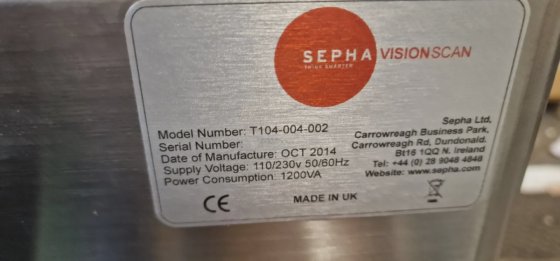 SEPHA VISIONSCAN
THINK SMARTER
Model Number: T104-004-002
Serial Number:
Date of Manufacture: OCT 2014
Supply Voltage: 110/230v 50/60Hz
Power Consumption: 1200VA
Sepha Ltd,
Carrowreagh Business Park,
Carrowreagh Rd, Dundonald.
Bt16 1QQ N. Ireland
Tel: +44 (0) 28 9048 4848
Website: www.sepha.com
CE
MADE IN UK